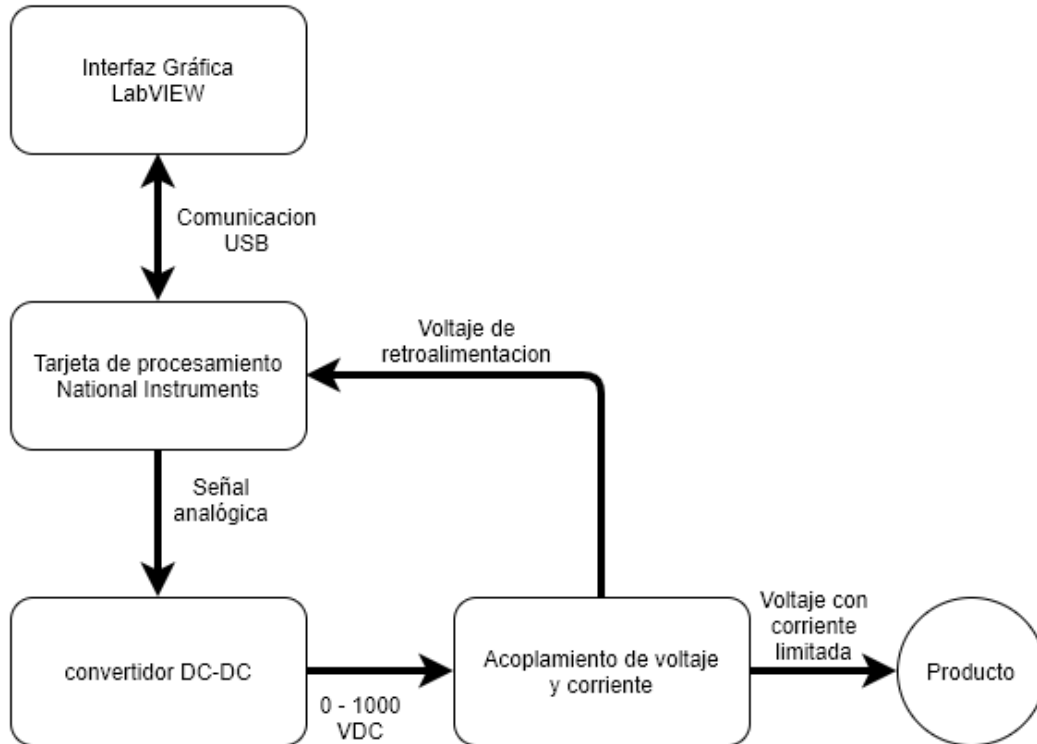 Interfaz Gráfica
LabVIEW
Comunicacion
USB
Tarjeta de procesamiento
National Instruments
Voltaje de
retroalimentacion
Señal
analógica
convertidor DC-DC
0 - 1000
VDC
Acoplamiento de voltaje
y corriente
Voltaje con
corriente
limitada
Producto